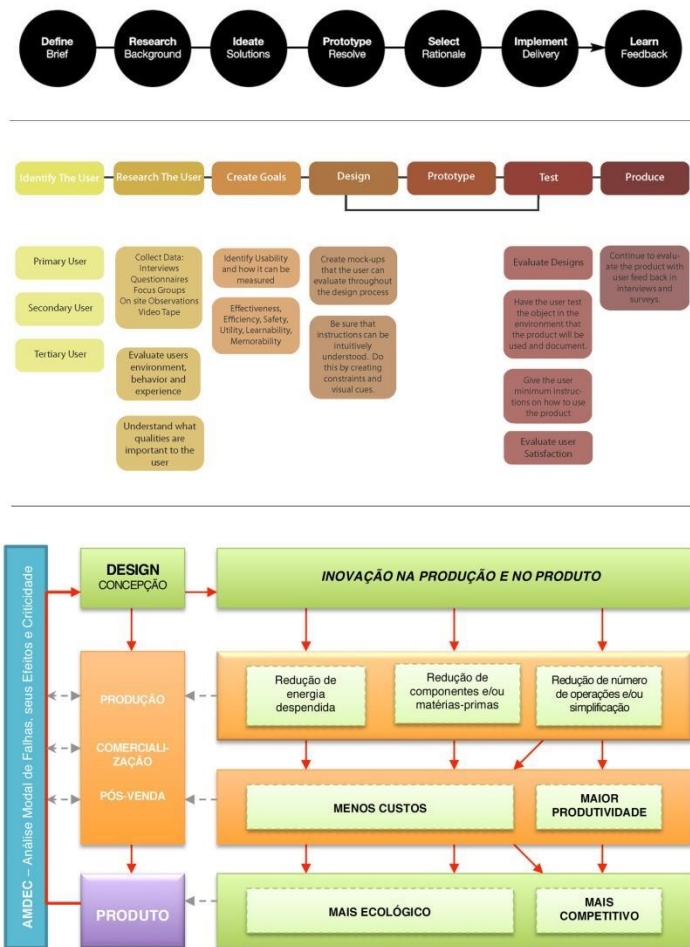 Define
Brief
Research
Background
Ideate
Solutions
Prototype
Resolve
Select
Rationale
Implement
Delivery
Learn
Feedback
Identify The User
Research The User
Create Goals
Design
Prototype
Test
Produce
Primary User
Secondary User
Tertiary User
Collect Data:
Interviews
Questionnaires
Focus Groups
On site Observations
Video Tape
Evaluate users
environment,
behavior and
experience
Understand what
qualities are
important to the
user
Identify Usability
and how it can be
measured
Effectiveness,
Efficiency, Safety,
Utility, Learnability,
Memorability
Create mock-ups
that the user can
evaluate throughout
the design process
Be sure that
instructions can be
intuitively
understood. Do
this by creating
constraints and
visual cues.
Evaluate Designs
Have the user test
the object in the
environment that
the product will be
used and document.
Give the user
minimum instruc-
tions on how to use
the product
Evaluate user
Satisfaction
Continue to evalu-
ate the product with
user feed back in
interviews and
surveys.
AMDEC – Análise Modal de Falhas, seus Efeitos e Criticidade
DESIGN
CONCEPÇÃO
INOVAÇÃO NA PRODUÇÃO E NO PRODUTO
PRODUÇÃO
COMERCIALI-
ZAÇÃO
PÓS-VENDA
Redução de
energia
despendida
Redução de
componentes e/ou
matérias-primas
Redução de número
de operações e/ou
simplificação
MENOS CUSTOS
MAIOR
PRODUTIVIDADE
PRODUTO
MAIS ECOLÓGICO
MAIS
COMPETITIVO